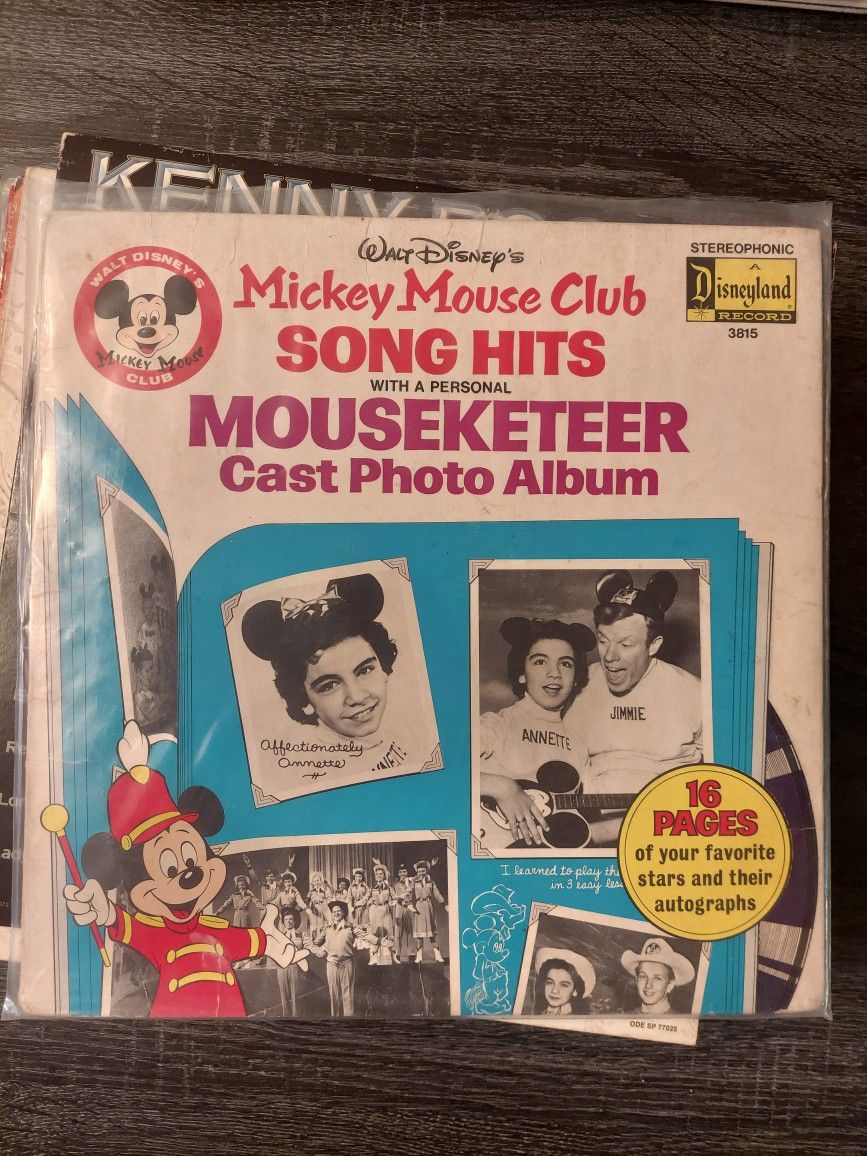 KENNY
WALT DISNEY'S
MICKEY MOUSE
CLUB
Walt Disney's
Mickey Mouse Club
SONG HITS
WITH A PERSONAL
MOUSEKETEER
Cast Photo Album
STEREOPHONIC
A
Disneyland
RECORD
3815
Affectionately
Annette
ANNETTE
JIMMIE
I learned to play
in 3 easy
16
PAGES
of your favorite
stars and their
autographs
ODE SP 77025